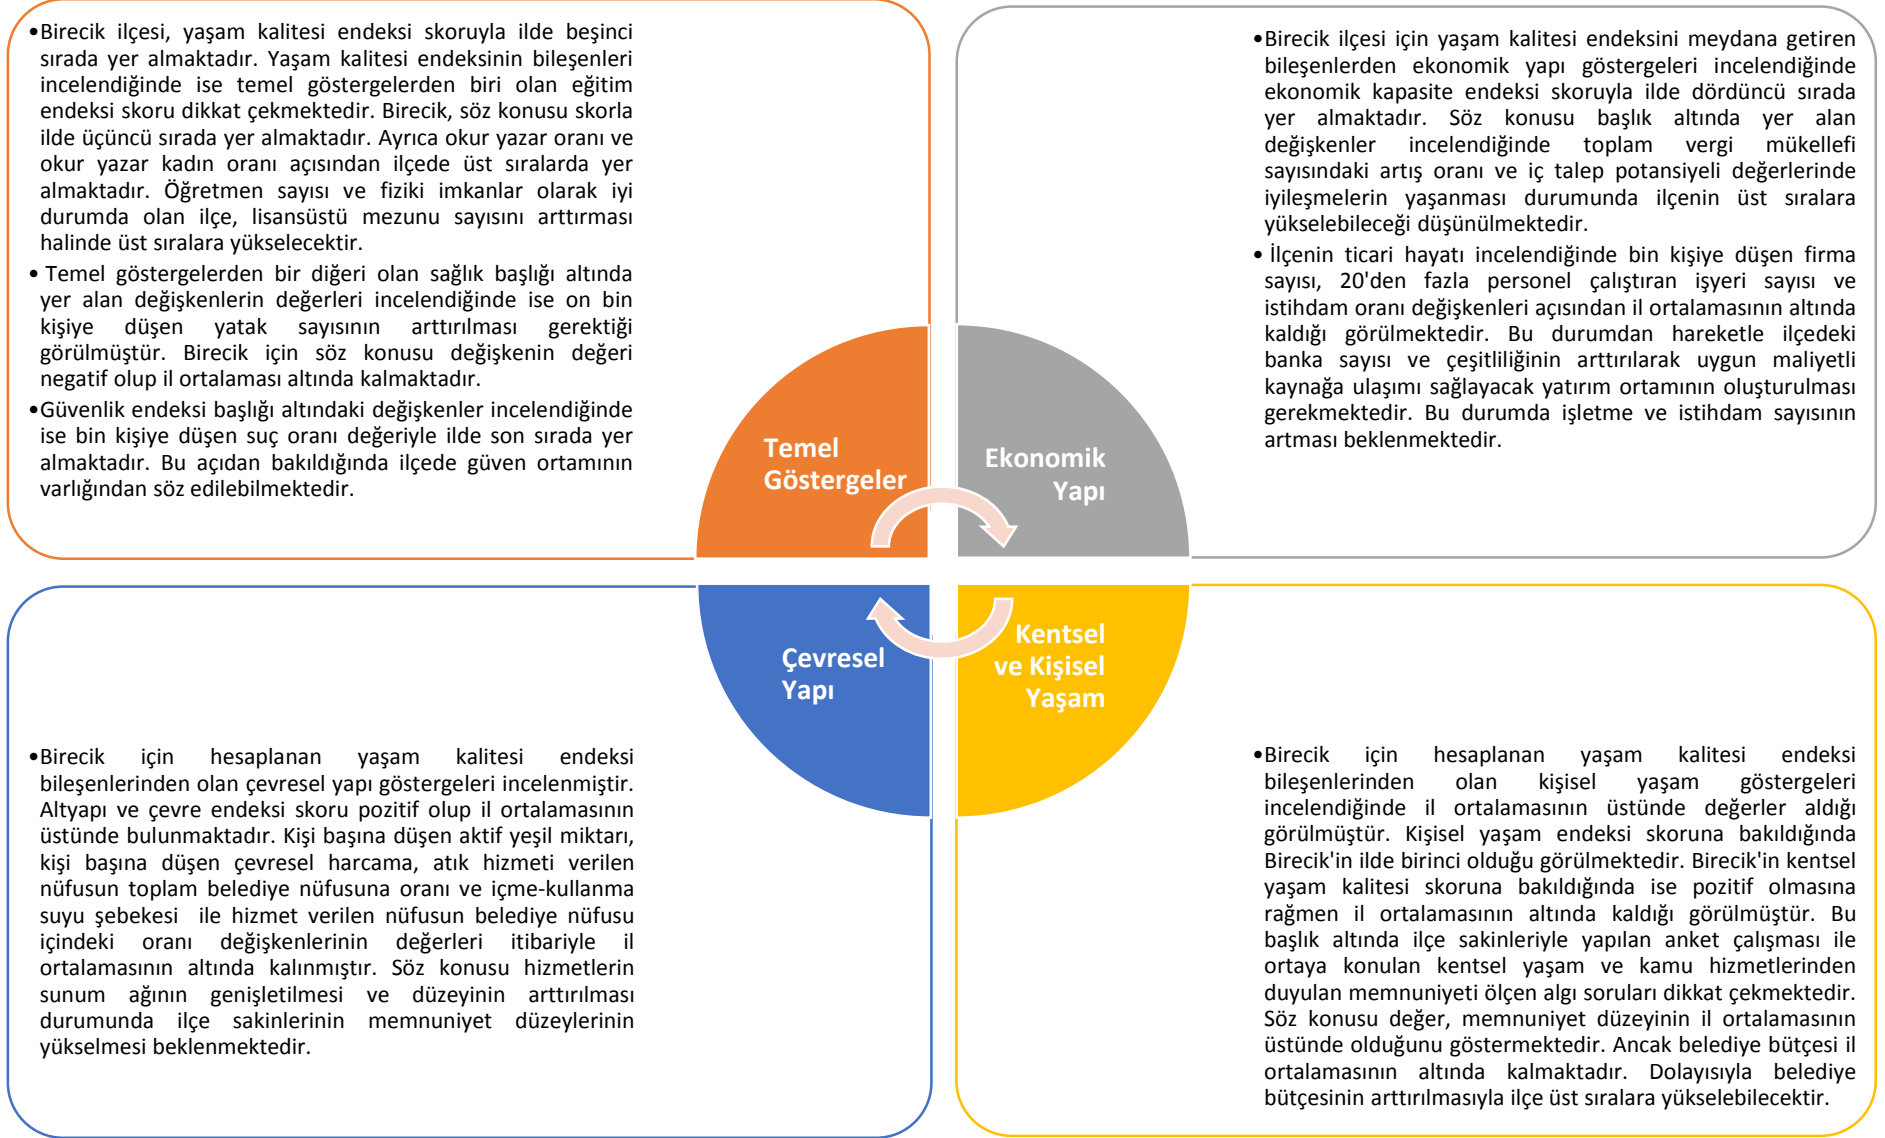 •Birecik ilçesi, yaşam kalitesi endeksi skoruyla ilde beşinci
sırada yer almaktadır. Yaşam kalitesi endeksinin bileşenleri
incelendiğinde ise temel göstergelerden biri olan eğitim
endeksi skoru dikkat çekmektedir. Birecik, söz konusu skorla
ilde üçüncü sırada yer almaktadır. Ayrıca okur yazar oranı ve
okur yazar kadın oranı açısından ilçede üst sıralarda yer
almaktadır. Öğretmen sayısı ve fiziki imkanlar olarak iyi
durumda olan ilçe, lisansüstü mezunu sayısını arttırması
halinde üst sıralara yükselecektir.
• Temel göstergelerden bir diğeri olan sağlık başlığı altında
yer alan değişkenlerin değerleri incelendiğinde ise on bin
kişiye düşen yatak sayısının arttırılması gerektiği
görülmüştür. Birecik için söz konusu değişkenin değeri
negatif olup il ortalaması altında kalmaktadır.
•Güvenlik endeksi başlığı altındaki değişkenler incelendiğinde
ise bin kişiye düşen suç oranı değeriyle ilde son sırada yer
almaktadır. Bu açıdan bakıldığında ilçede güven ortamının
varlığından söz edilebilmektedir.
Temel
Göstergeler
•Birecik ilçesi için yaşam kalitesi endeksini meydana getiren
bileşenlerden ekonomik yapı göstergeleri incelendiğinde
ekonomik kapasite endeksi skoruyla ilde dördüncü sırada
yer almaktadır. Söz konusu başlık altında yer alan
değişkenler incelendiğinde toplam vergi mükellefi
sayısındaki artış oranı ve iç talep potansiyeli değerlerinde
iyileşmelerin yaşanması durumunda ilçenin üst sıralara
yükselebileceği düşünülmektedir.
• İlçenin ticari hayatı incelendiğinde bin kişiye düşen firma
sayısı, 20'den fazla personel çalıştıran işyeri sayısı ve
istihdam oranı değişkenleri açısından il ortalamasının altında
kaldığı görülmektedir. Bu durumdan hareketle ilçedeki
banka sayısı ve çeşitliliğinin arttırılarak uygun maliyetli
kaynağa ulaşımı sağlayacak yatırım ortamının oluşturulması
gerekmektedir. Bu durumda işletme ve istihdam sayısının
artması beklenmektedir.
Ekonomik
Yapı
•Birecik için hesaplanan yaşam kalitesi endeksi
bileşenlerinden olan çevresel yapı göstergeleri incelenmiştir.
Altyapı ve çevre endeksi skoru pozitif olup il ortalamasının
üstünde bulunmaktadır. Kişi başına düşen aktif yeşil miktarı,
kişi başına düşen çevresel harcama, atık hizmeti verilen
nüfusun toplam belediye nüfusuna oranı ve içme-kullanma
suyu şebekesi ile hizmet verilen nüfusun belediye nüfusu
içindeki oranı değişkenlerinin değerleri itibariyle il
ortalamasının altında kalınmıştır. Söz konusu hizmetlerin
sunum ağının genişletilmesi ve düzeyinin arttırılması
durumunda ilçe sakinlerinin memnuniyet düzeylerinin
yükselmesi beklenmektedir.
Çevresel
Yapı
Kentsel
ve Kişisel
Yaşam
•Birecik için hesaplanan yaşam kalitesi endeksi
bileşenlerinden olan kişisel yaşam göstergeleri
incelendiğinde il ortalamasının üstünde değerler aldığı
görülmüştür. Kişisel yaşam endeksi skoruna bakıldığında
Birecik'in ilde birinci olduğu görülmektedir. Birecik'in kentsel
yaşam kalitesi skoruna bakıldığında ise pozitif olmasına
rağmen il ortalamasının altında kaldığı görülmüştür. Bu
başlık altında ilçe sakinleriyle yapılan anket çalışması ile
ortaya konulan kentsel yaşam ve kamu hizmetlerinden
duyulan memnuniyeti ölçen algı soruları dikkat çekmektedir.
Söz konusu değer, memnuniyet düzeyinin il ortalamasının
üstünde olduğunu göstermektedir. Ancak belediye bütçesi il
ortalamasının altında kalmaktadır. Dolayısıyla belediye
bütçesinin arttırılmasıyla ilçe üst sıralara yükselebilecektir.